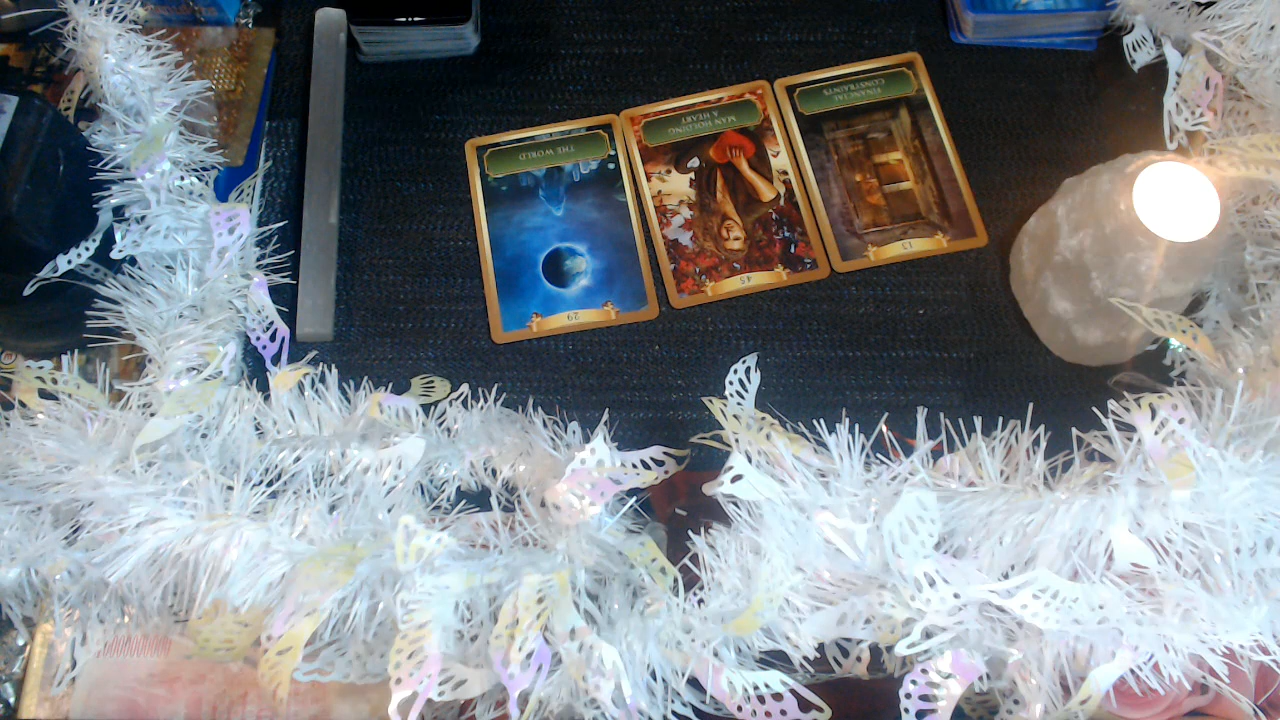 THE WORLD
29
MAN HOLDING
A HEART
45
FINANCIAL
CONSTRAINTS
13